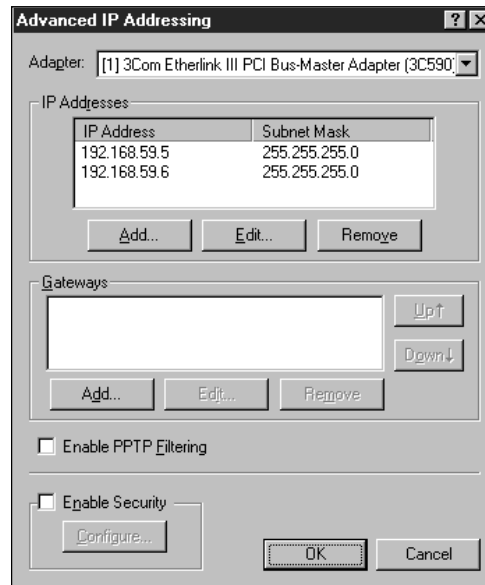 Advanced IP Addressing
Adapter: [1] 3Com Etherlink III PCI Bus-Master Adapter (3C590)
IP Addresses
IP Address Subnet Mask
192.168.59.5 255.255.255.0
192.168.59.6 255.255.255.0
Add... Edit... Remove
Gateways
Up↑
Down↓
Add... Edit... Remove
Enable PPTP Filtering
Enable Security
Configure...
OK Cancel